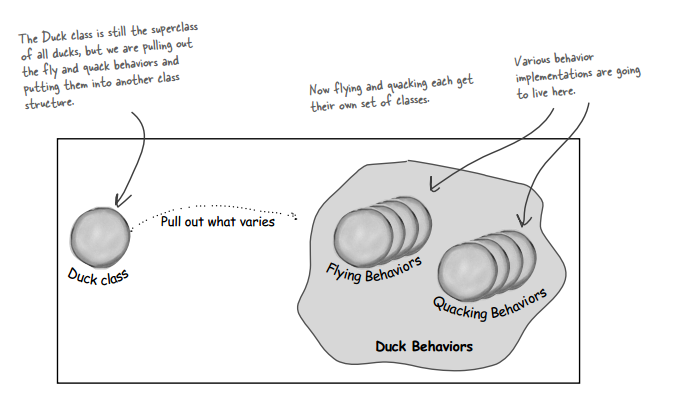 The Duck class is still the superclass
of all ducks, but we are pulling out
the fly and quack behaviors and
putting them into another class
structure.
Now flying and quacking each get
their own set of classes.
Various behavior
implementations are going
to live here.
Pull out what varies
Duck class
Flying Behaviors
Quacking Behaviors
Duck Behaviors